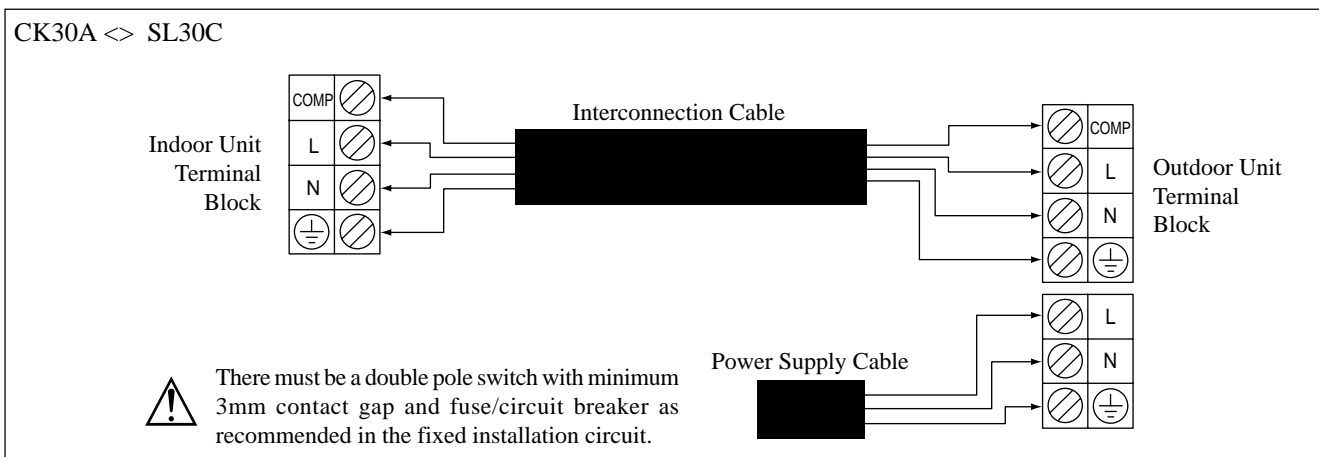 CK30A <> SL30C
Interconnection Cable
Indoor Unit
Terminal
Block
COMP
L
N
COMP
L
N
Outdoor Unit
Terminal
Block
L
N
Power Supply Cable
There must be a double pole switch with minimum
3mm contact gap and fuse/circuit breaker as
recommended in the fixed installation circuit.